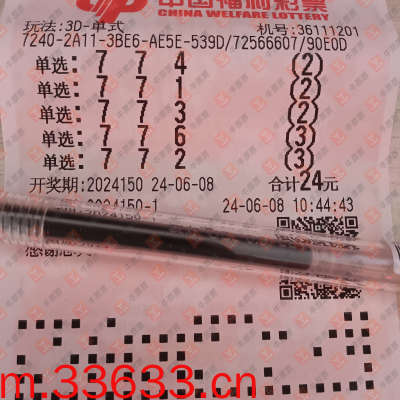 中国福利彩票
CHINA WELFARE LOTTERY
玩法:3D-单式 机号:36111201
7240-2A11-3BE6-AE5E-539D/72566607/90E0D
单选: 7 7 4 (2)
单选: 7 7 1 (2)
单选: 7 7 3 (2)
单选: 7 7 6 (3)
单选: 7 7 2 (3)
开奖期:2024150 24-06-08 合计24元
2024150-1 24-06-08 10:44:43
m.33633.cn